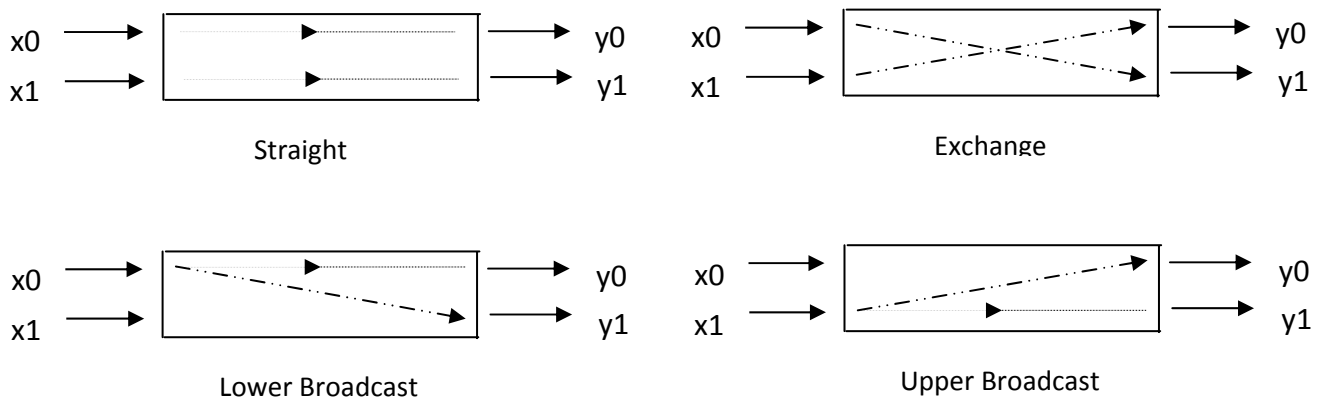 x0 y0 x0 y0
x1 y1 x1 y1
Straight Exchange
x0 y0 x0 y0
x1 y1 x1 y1
Lower Broadcast Upper Broadcast